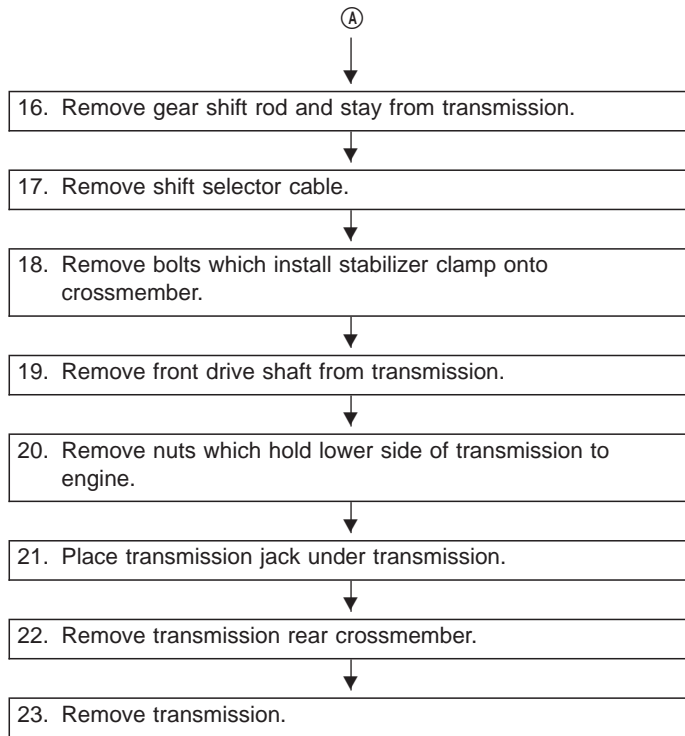 Ⓐ
16. Remove gear shift rod and stay from transmission.
17. Remove shift selector cable.
18. Remove bolts which install stabilizer clamp onto
crossmember.
19. Remove front drive shaft from transmission.
20. Remove nuts which hold lower side of transmission to
engine.
21. Place transmission jack under transmission.
22. Remove transmission rear crossmember.
23. Remove transmission.